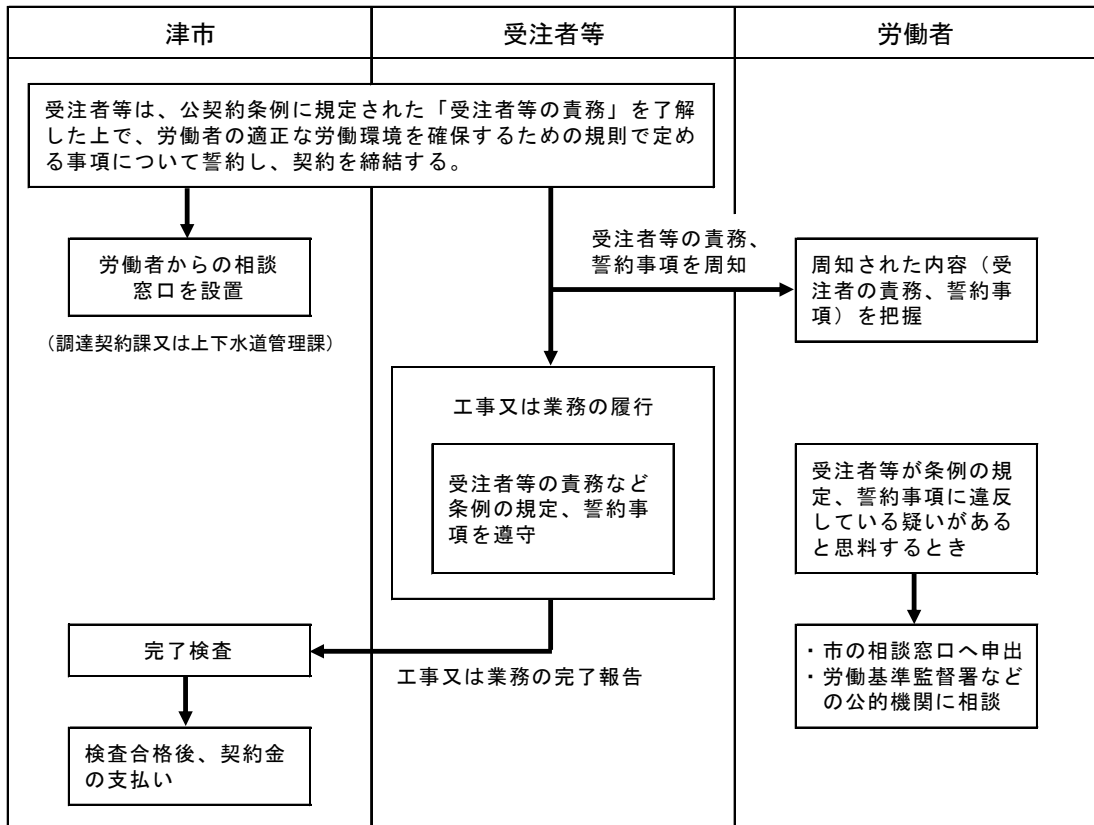 津市
受注者等
労働者
受注者等は、公契約条例に規定された「受注者等の責務」を了解
した上で、労働者の適正な労働環境を確保するための規則で定め
る事項について誓約し、契約を締結する。
労働者からの相談
窓口を設置
（調達契約課又は上下水道管理課）
受注者等の責務、
誓約事項を周知
周知された内容（受
注者の責務、誓約事
項）を把握
工事又は業務の履行
受注者等の責務など
条例の規定、誓約事
項を遵守
受注者等が条例の規
定、誓約事項に違反
している疑いがある
と思料するとき
完了検査
工事又は業務の完了報告
・市の相談窓口へ申出
・労働基準監督署など
の公的機関に相談
検査合格後、契約金
の支払い